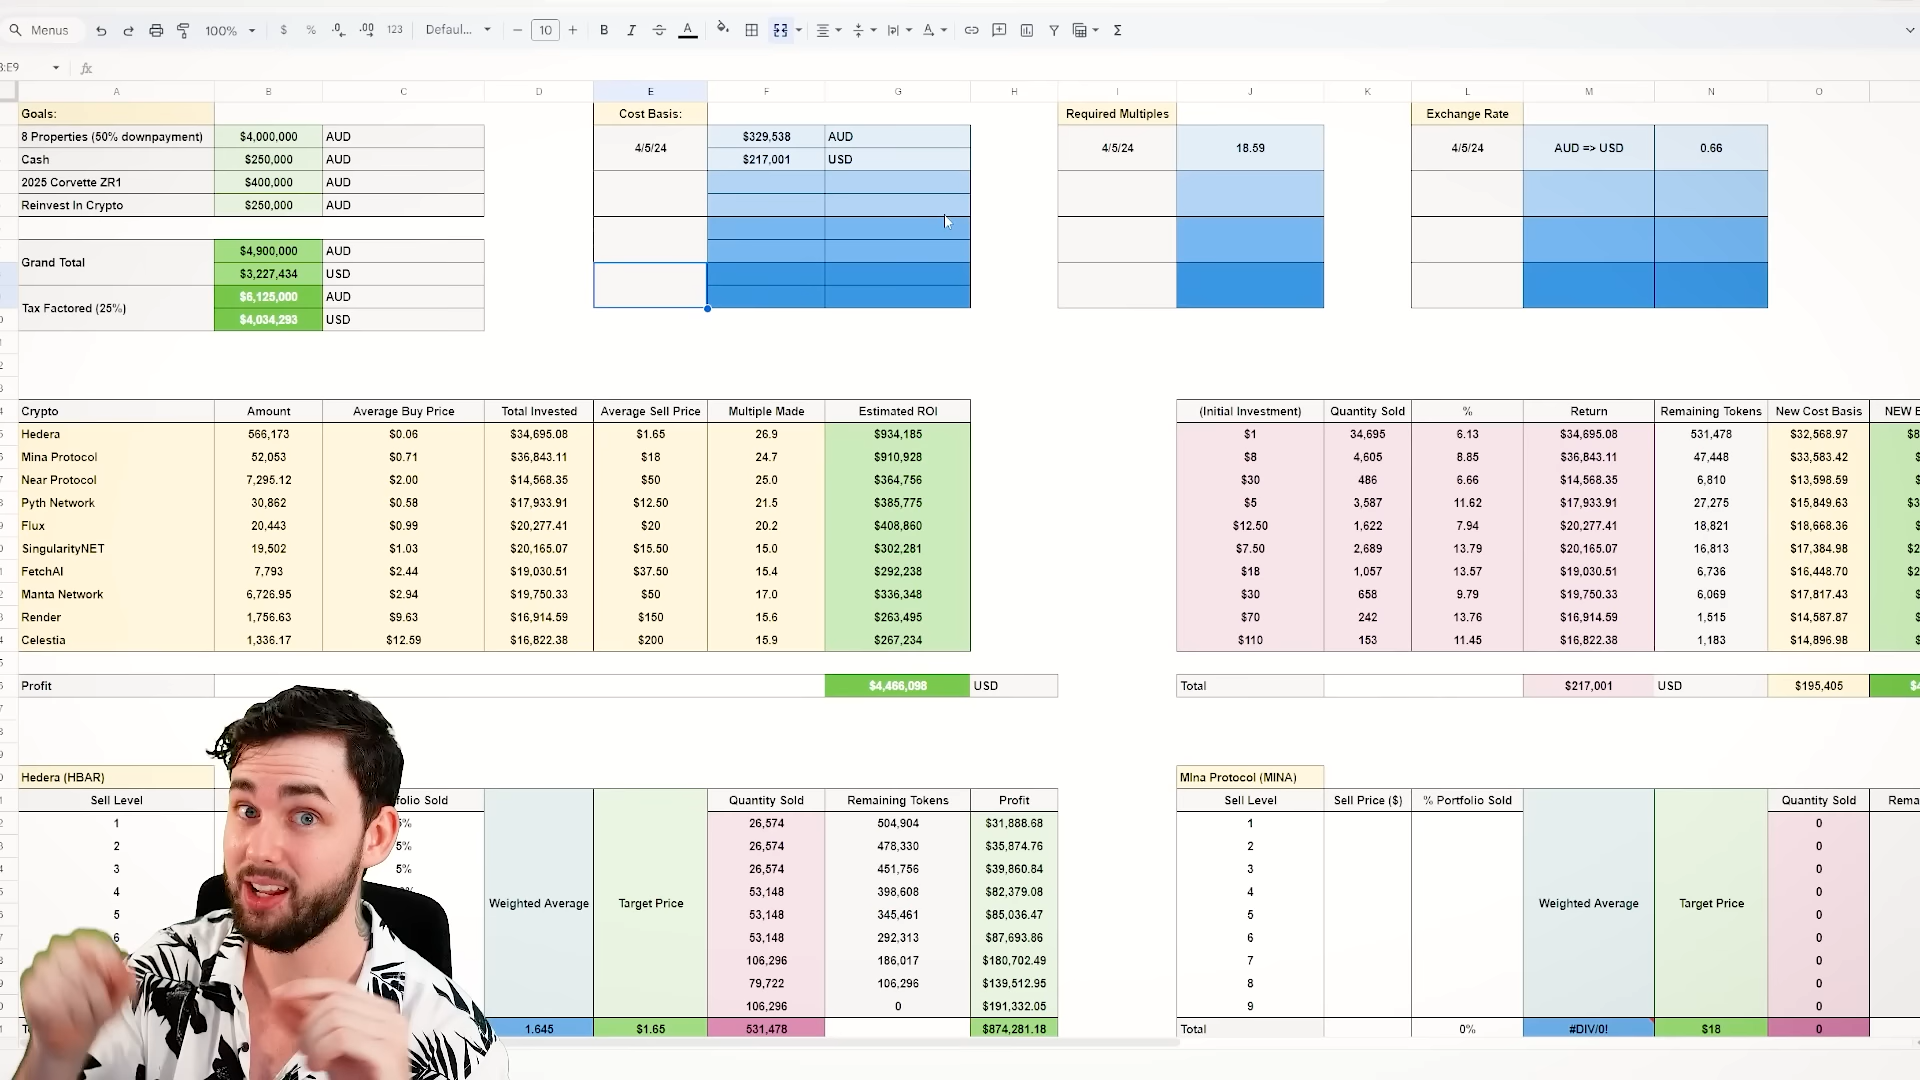 Menus 100% $ % .0 .00 123 Defaul... 10 B I A
:E9 fx
A B C D E F G H I J K L M N O
Goals: Cost Basis: Required Multiples Exchange Rate
8 Properties (50% downpayment) $4,000,000 AUD 4/5/24 $329,538 AUD 4/5/24 18.59 4/5/24 AUD => USD 0.66
Cash $250,000 AUD $217,001 USD
2025 Corvette ZR1 $400,000 AUD
Reinvest In Crypto $250,000 AUD
Grand Total $4,900,000 AUD
$3,227,434 USD
Tax Factored (25%) $6,125,000 AUD
$4,034,293 USD
Crypto Amount Average Buy Price Total Invested Average Sell Price Multiple Made Estimated ROI (Initial Investment) Quantity Sold % Return Remaining Tokens New Cost Basis NEW
Hedera 566,173 $0.06 $34,695.08 $1.65 26.9 $934,185 $1 34,695 6.13 $34,695.08 531,478 $32,568.97
Mina Protocol 52,053 $0.71 $36,843.11 $18 24.7 $910,928 $8 4,605 8.85 $36,843.11 47,448 $33,583.42
Near Protocol 7,295.12 $2.00 $14,568.35 $50 25.0 $364,756 $30 486 6.66 $14,568.35 6,810 $13,598.59
Pyth Network 30,862 $0.58 $17,933.91 $12.50 21.5 $385,775 $5 3,587 11.62 $17,933.91 27,275 $15,849.63
Flux 20,443 $0.99 $20,277.41 $20 20.2 $408,860 $12.50 1,622 7.94 $20,277.41 18,821 $18,668.36
SingularityNET 19,502 $1.03 $20,165.07 $15.50 15.0 $302,281 $7.50 2,689 13.79 $20,165.07 16,813 $17,384.98
FetchAI 7,793 $2.44 $19,030.51 $37.50 15.4 $292,238 $18 1,057 13.57 $19,030.51 6,736 $16,448.70
Manta Network 6,726.95 $2.94 $19,750.33 $50 17.0 $336,348 $30 658 9.79 $19,750.33 6,069 $17,817.43
Render 1,756.63 $9.63 $16,914.59 $150 15.6 $263,495 $70 242 13.76 $16,914.59 1,515 $14,587.87
Celestia 1,336.17 $12.59 $16,822.38 $200 15.9 $267,234 $110 153 11.45 $16,822.38 1,183 $14,896.98
Profit $4,466,098 USD Total $217,001 USD $195,405
Hedera (HBAR) MIna Protocol (MINA)
Sell Level folio Sold Quantity Sold Remaining Tokens Profit Sell Level Sell Price ($) % Portfolio Sold Quantity Sold Rema
1 % 26,574 504,904 $31,888.68 1 0
2 5% 26,574 478,330 $35,874.76 2 0
3 5% 26,574 451,756 $39,860.84 3 0
4 53,148 398,608 $82,379.08 4 0
Weighted Average Target Price Weighted Average Target Price
5 53,148 345,461 $85,036.47 5 0
6 53,148 292,313 $87,693.86 6 0
106,296 186,017 $180,702.49 7 0
79,722 106,296 $139,512.95 8 0
106,296 0 $191,332.05 9 0
1.645 $1.65 531,478 $874,281.18 Total 0% #DIV/0! $18 0